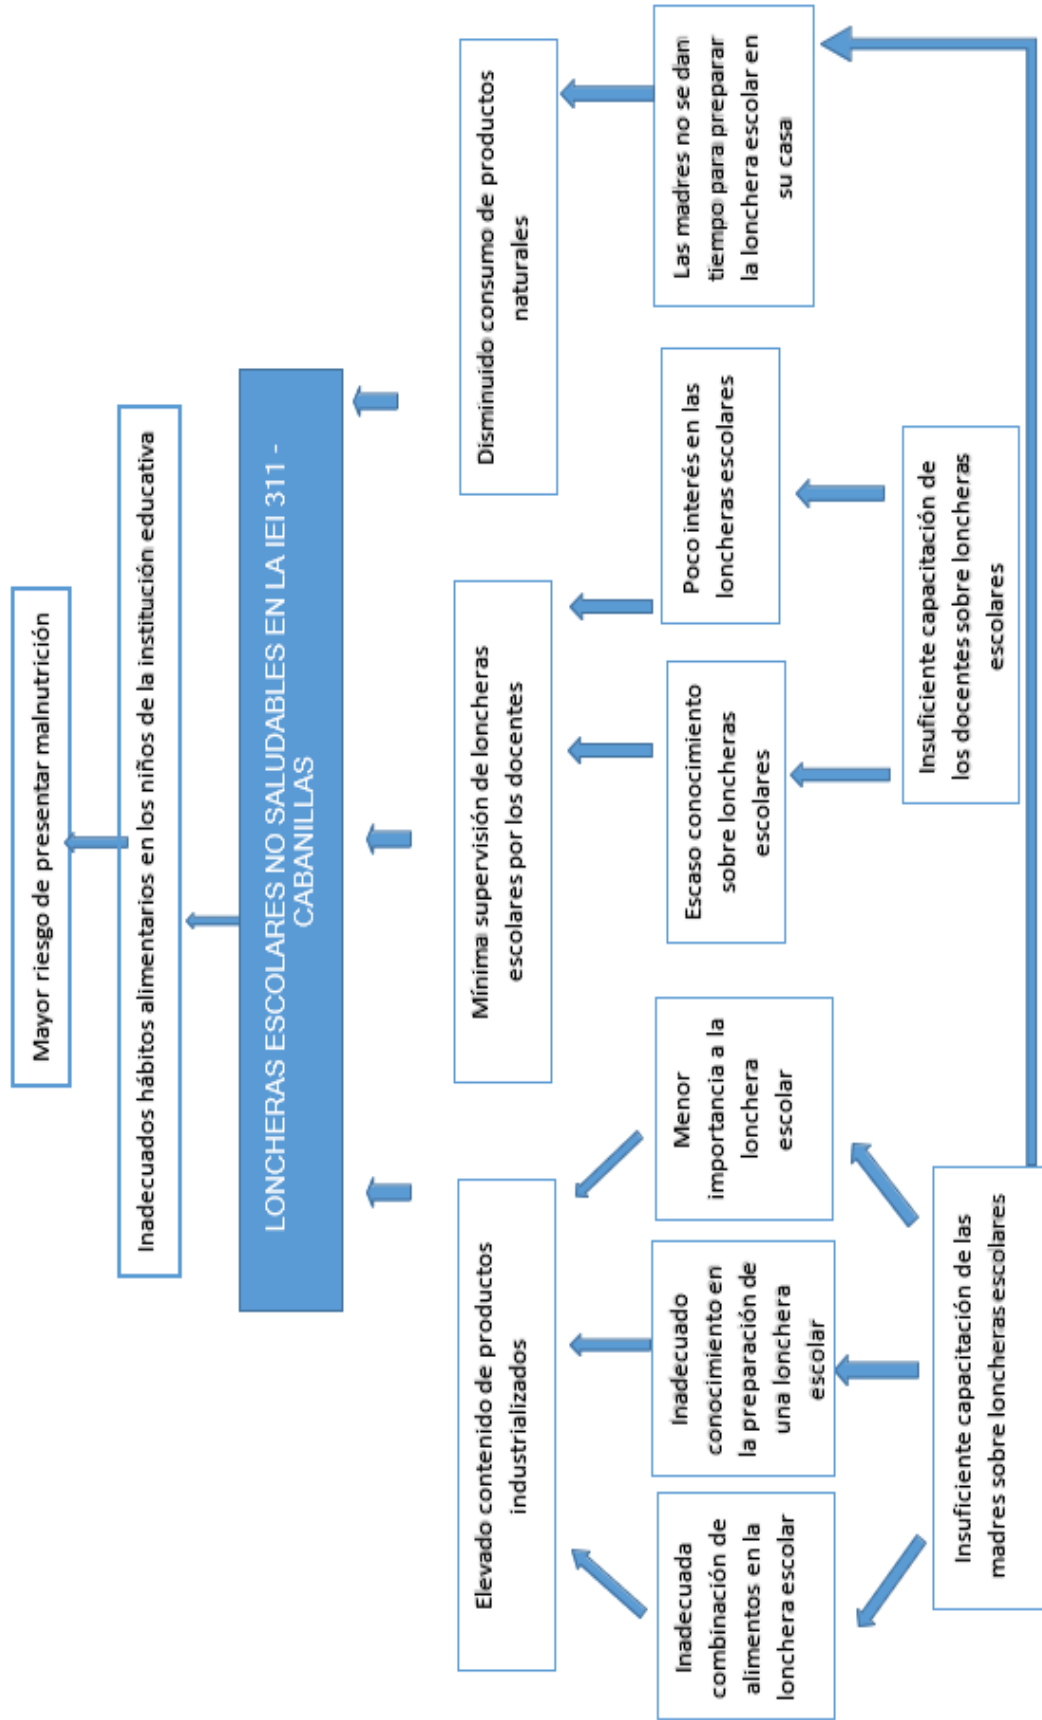 Mayor riesgo de presentar malnutrición
Inadecuados hábitos alimentarios en los niños de la institución educativa
LONCHERAS ESCOLARES NO SALUDABLES EN LA IEI 311 -
CABANILLAS
Elevado contenido de productos
industrializados
Mínima supervisión de loncheras
escolares por los docentes
Disminuido consumo de productos
naturales
Inadecuada
combinación de
alimentos en la
lonchera escolar
Inadecuado
conocimiento en
la preparación de
una lonchera
escolar
Menor
importancia a la
lonchera
escolar
Escaso conocimiento
sobre loncheras
escolares
Poco interés en las
loncheras escolares
Las madres no se dan
tiempo para preparar
la lonchera escolar en
su casa
Insuficiente capacitación de las
madres sobre loncheras escolares
Insuficiente capacitación de
los docentes sobre loncheras
escolares